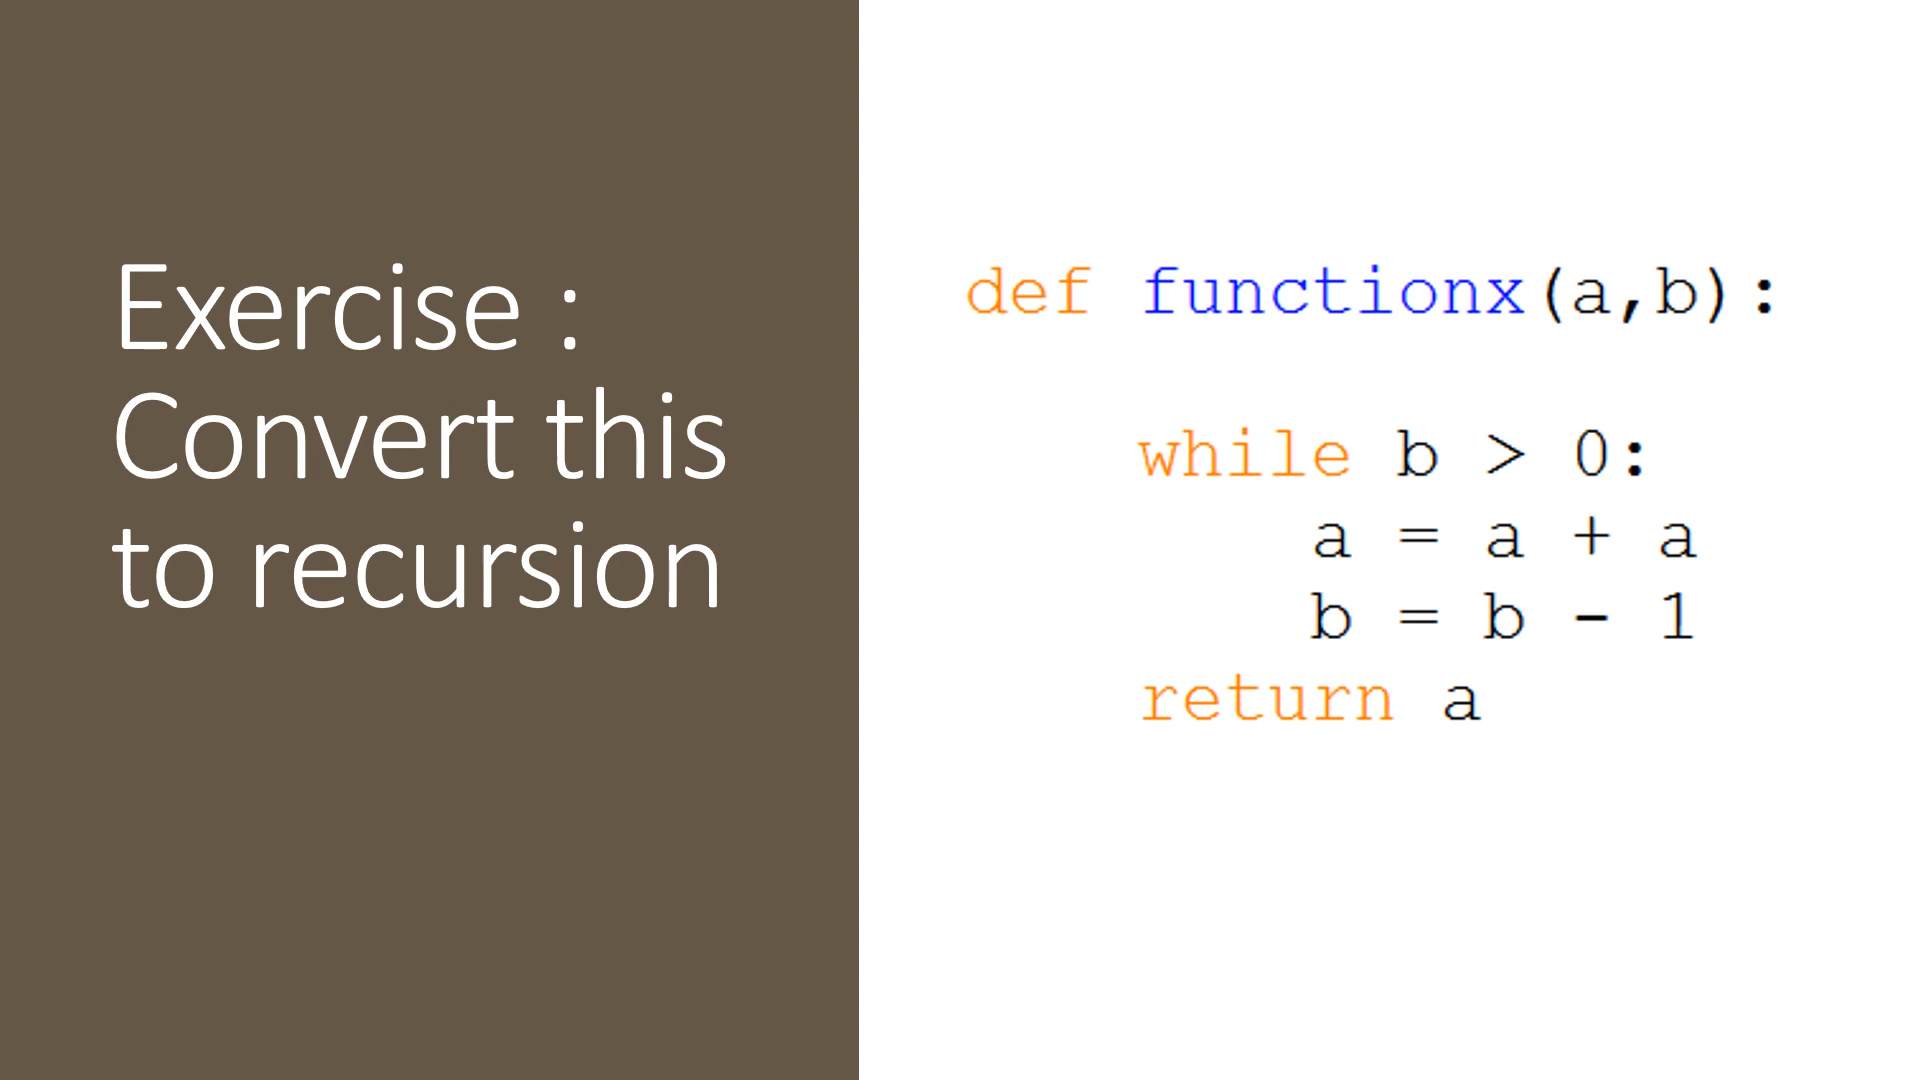 Exercise :
Convert this
to recursion
def functionx(a,b):
while b > 0:
a = a + a
b = b - 1
return a